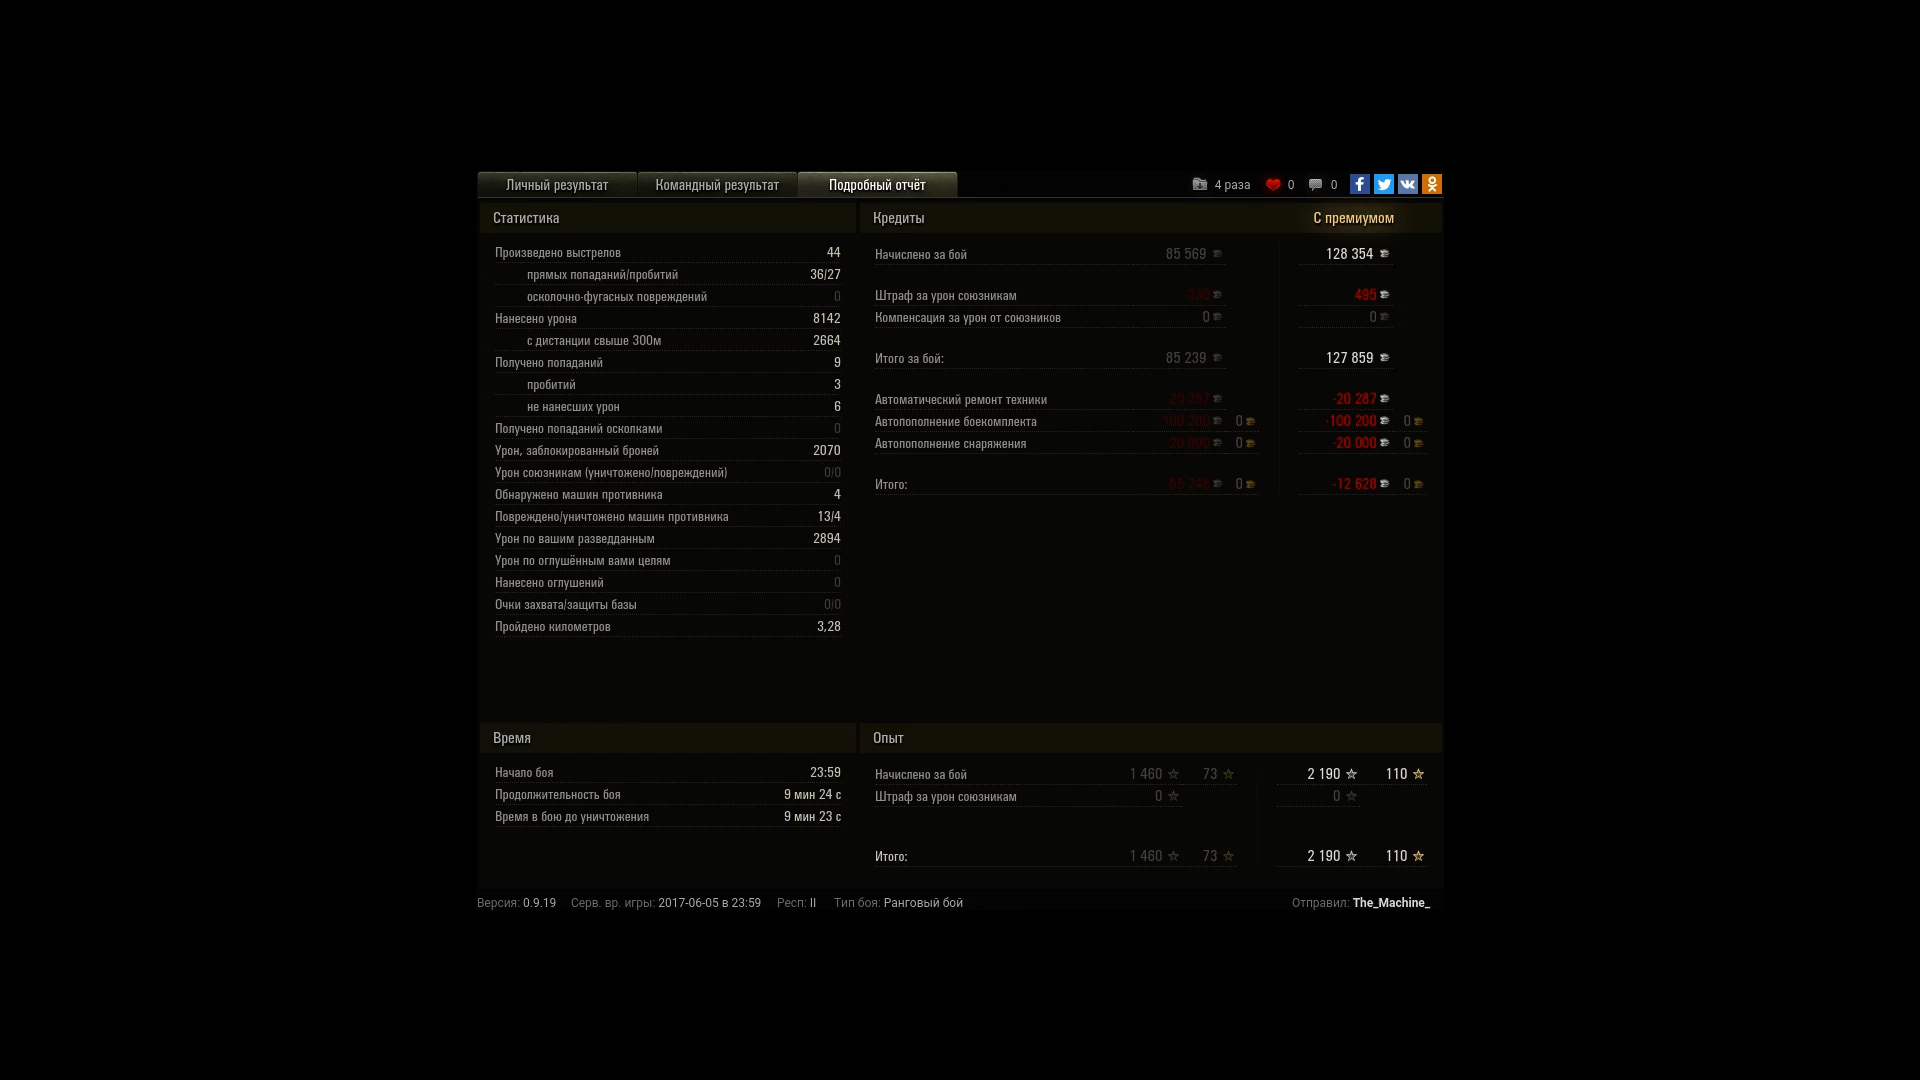 Личный результат Командный результат Подробный отчёт 4 раза 0 0
Статистика
Произведено выстрелов 44
прямых попаданий/пробитий 36/27
осколочно-фугасных повреждений 0
Нанесено урона 8142
с дистанции свыше 300м 2664
Получено попаданий 9
пробитий 3
не нанесших урон 6
Получено попаданий осколками 0
Урон, заблокированный броней 2070
Урон союзникам (уничтожено/повреждений) 0/0
Обнаружено машин противника 4
Повреждено/уничтожено машин противника 13/4
Урон по вашим разведданным 2894
Урон по оглушённым вами целям 0
Нанесено оглушений 0
Очки захвата/защиты базы 0/0
Пройдено километров 3,28
Кредиты С премиумом
Начислено за бой 85 569 128 354
Штраф за урон союзникам 495
Компенсация за урон от союзников 0 0
Итого за бой: 85 239 127 859
Автоматический ремонт техники -20 287
Автопополнение боекомплекта 0 -100 200 0
Автопополнение снаряжения 0 -20 000 0
Итого: 0 -12 628 0
Время
Начало боя 23:59
Продолжительность боя 9 мин 24 с
Время в бою до уничтожения 9 мин 23 с
Опыт
Начислено за бой 1 460 73 2 190 110
Штраф за урон союзникам 0 0
Итого: 1 460 73 2 190 110
Версия: 0.9.19 Серв. вр. игры: 2017-06-05 в 23:59 Респ: II Тип боя: Ранговый бой Отправил: The_Machine_